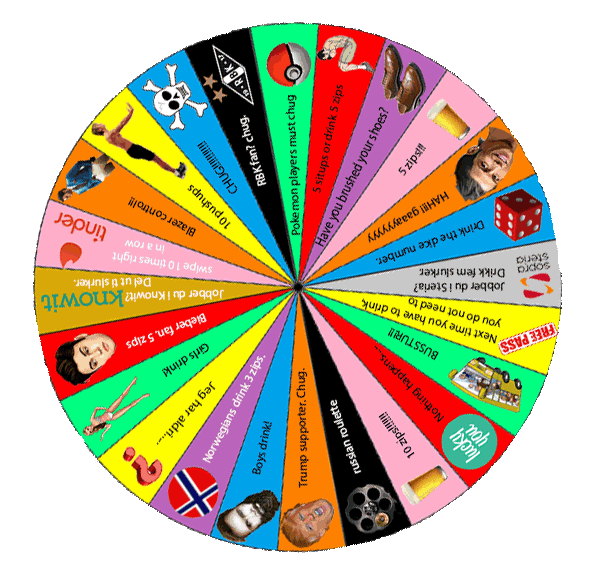 Pokemon players must chug
5 situps or drink 5 zips
Have you brushed your shoes?
5 zips!!
HAH!! gaaayyyyy
Drink the dice number.
sopra
steria
Jobber du i Steria?
Drikk fem slurker
FREE PASS
Next time you have to drink,
you do not need to
BUSSTUR!!
lucky
you
Nothing happens....
10 zips!!!!!!
russian roulette
Trump supporter. Chug.
Boys drink!
Norwegians drink 3 zips.
Jeg har aldri....
Girls drink!
Bieber fan. 5 zips
knowit
Jobber du i Knowit?
Del ut ti slurker.
tinder
swipe 10 times right
in a row
Blazer control!
10 pushups
CHUG!!!!!!!!!
RBK fan? chug.
R·B·K